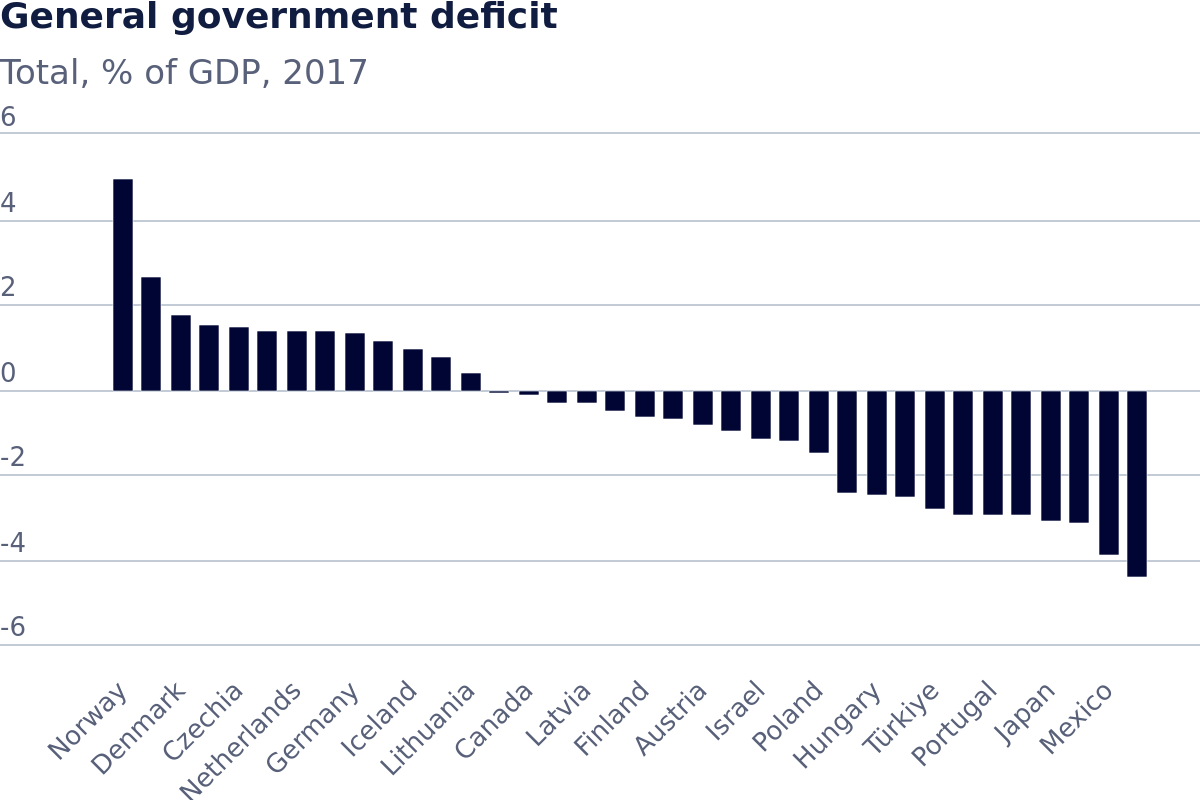 General government deficit
Total, % of GDP, 2017
6
4
2
0
-2
-4
-6
Norway
Denmark
Czechia
Netherlands
Germany
Iceland
Lithuania
Canada
Latvia
Finland
Austria
Israel
Poland
Hungary
Türkiye
Portugal
Japan
Mexico